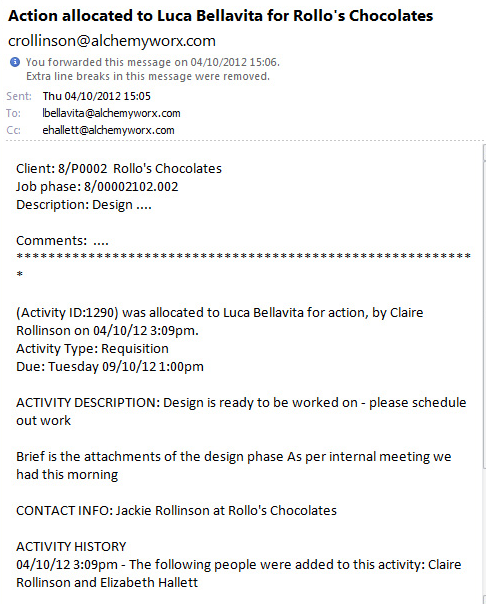 Action allocated to Luca Bellavita for Rollo's Chocolates
crollinson@alchemyworx.com
You forwarded this message on 04/10/2012 15:06.
Extra line breaks in this message were removed.
Sent: Thu 04/10/2012 15:05
To: lbellavita@alchemyworx.com
Cc: ehallett@alchemyworx.com
Client: 8/P0002 Rollo's Chocolates
Job phase: 8/00002102.002
Description: Design ....
Comments: ....
*********************************************************
*
(Activity ID:1290) was allocated to Luca Bellavita for action, by Claire
Rollinson on 04/10/12 3:09pm.
Activity Type: Requisition
Due: Tuesday 09/10/12 1:00pm
ACTIVITY DESCRIPTION: Design is ready to be worked on - please schedule
out work
Brief is the attachments of the design phase As per internal meeting we
had this morning
CONTACT INFO: Jackie Rollinson at Rollo's Chocolates
ACTIVITY HISTORY
04/10/12 3:09pm - The following people were added to this activity: Claire
Rollinson and Elizabeth Hallett